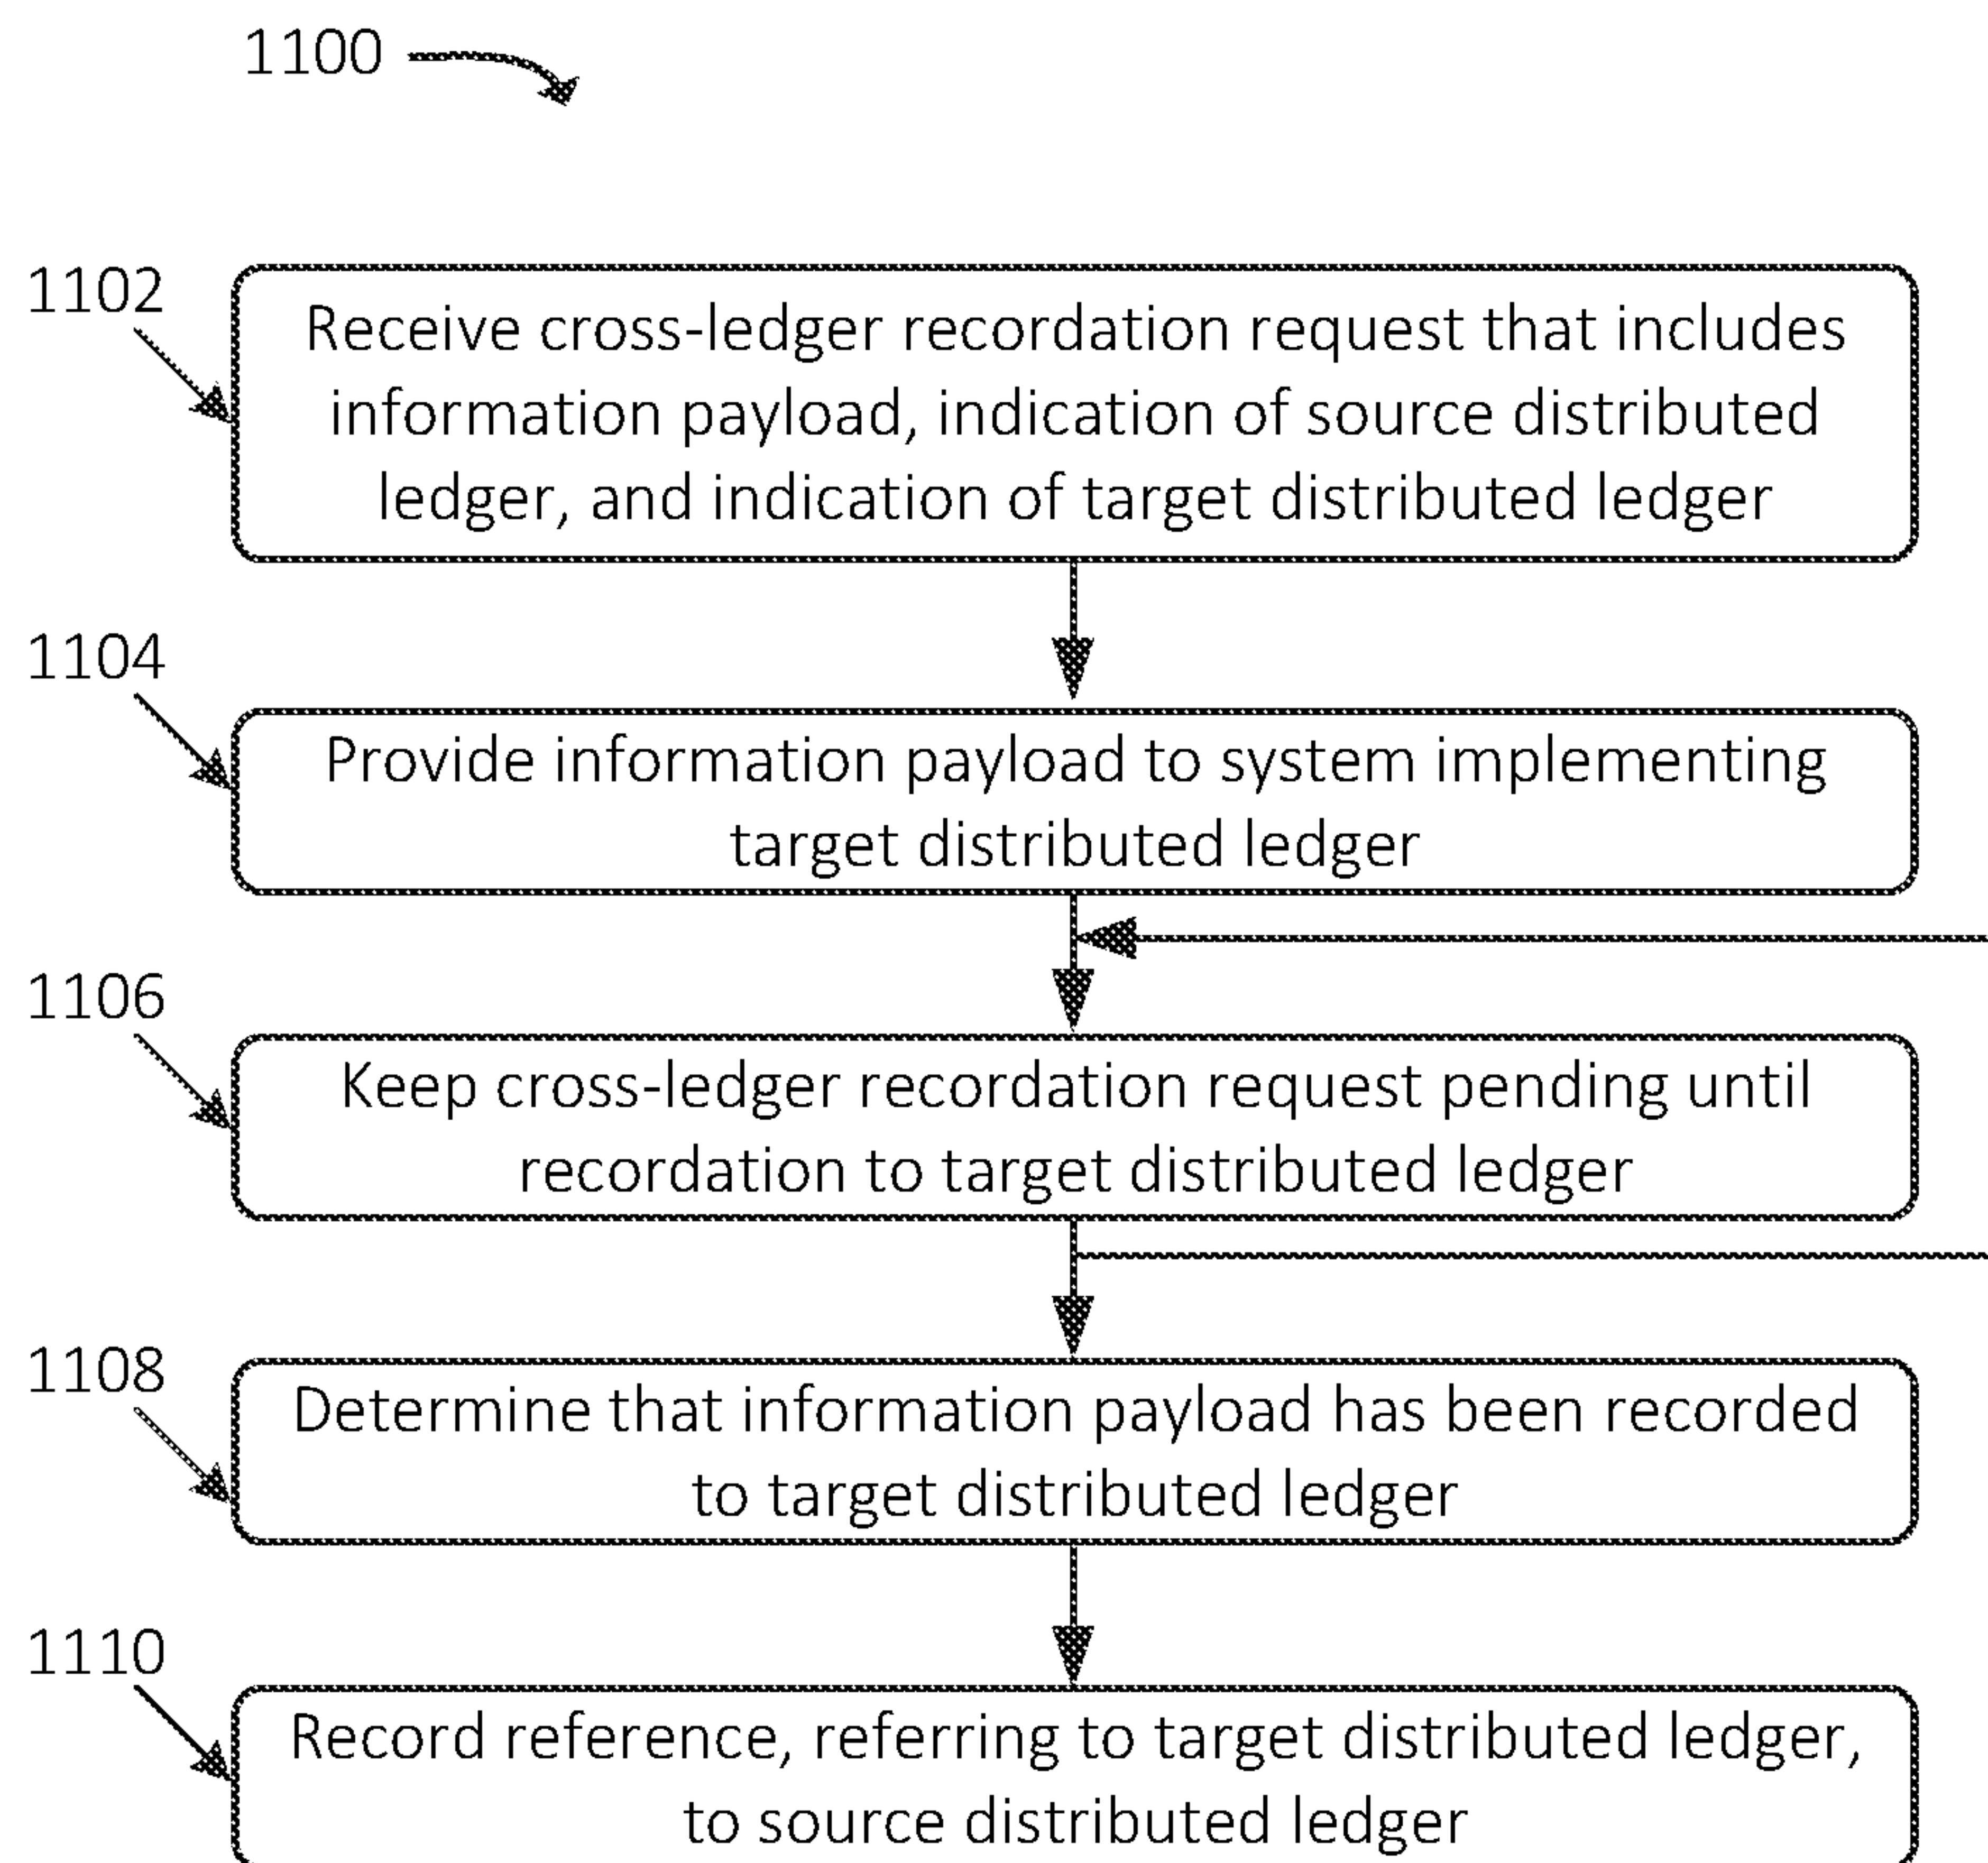 1100
1102
Receive cross-ledger recordation request that includes
information payload, indication of source distributed
ledger, and indication of target distributed ledger
1104
Provide information payload to system implementing
target distributed ledger
1106
Keep cross-ledger recordation request pending until
recordation to target distributed ledger
1108
Determine that information payload has been recorded
to target distributed ledger
1110
Record reference, referring to target distributed ledger,
to source distributed ledger